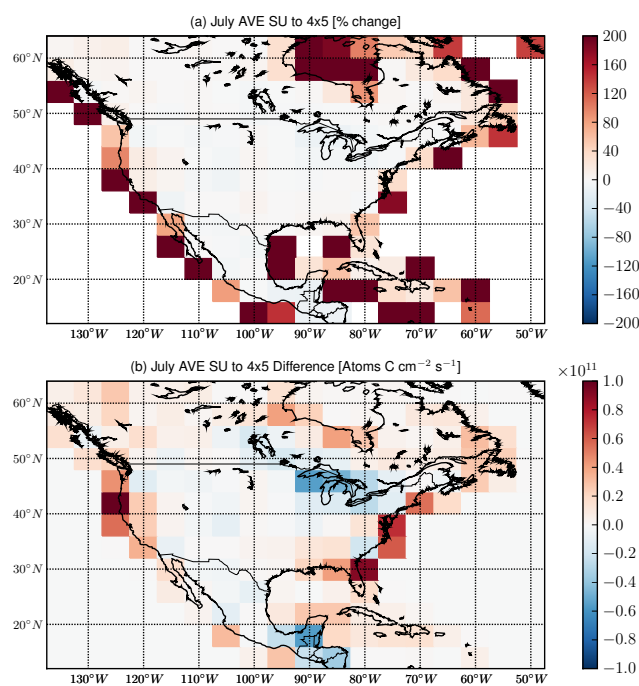 (a) July AVE SU to 4x5 [% change]
60° N
50° N
40° N
30° N
20° N
130°W 120°W 110°W 100°W 90°W 80°W 70°W 60°W 50°W
200
160
120
80
40
0
-40
-80
-120
-160
-200
(b) July AVE SU to 4x5 Difference [Atoms C cm⁻² s⁻¹]
×10¹¹
60° N
50° N
40° N
30° N
20° N
130°W 120°W 110°W 100°W 90°W 80°W 70°W 60°W 50°W
1.0
0.8
0.6
0.4
0.2
0.0
-0.2
-0.4
-0.6
-0.8
-1.0